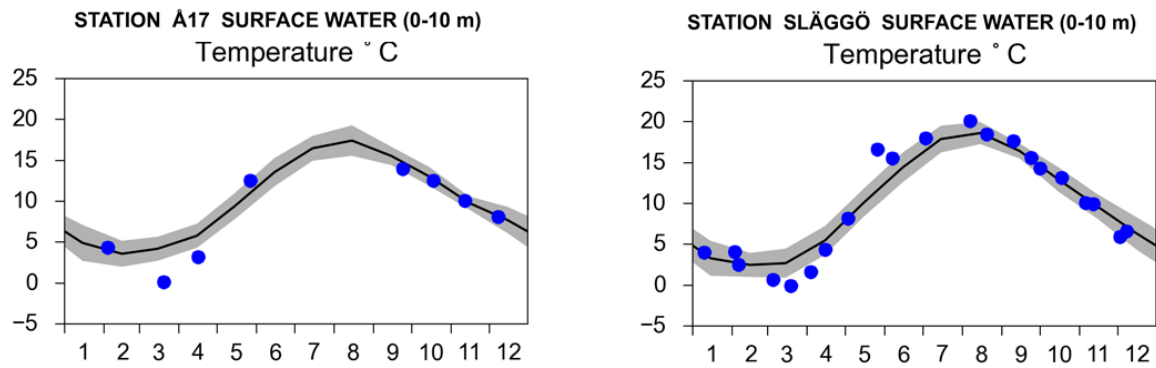 STATION Å17 SURFACE WATER (0-10 m)
Temperature ° C
25
20
15
10
5
0
−5
1 2 3 4 5 6 7 8 9 10 11 12
STATION SLÄGGÖ SURFACE WATER (0-10 m)
Temperature ° C
25
20
15
10
5
0
−5
1 2 3 4 5 6 7 8 9 10 11 12